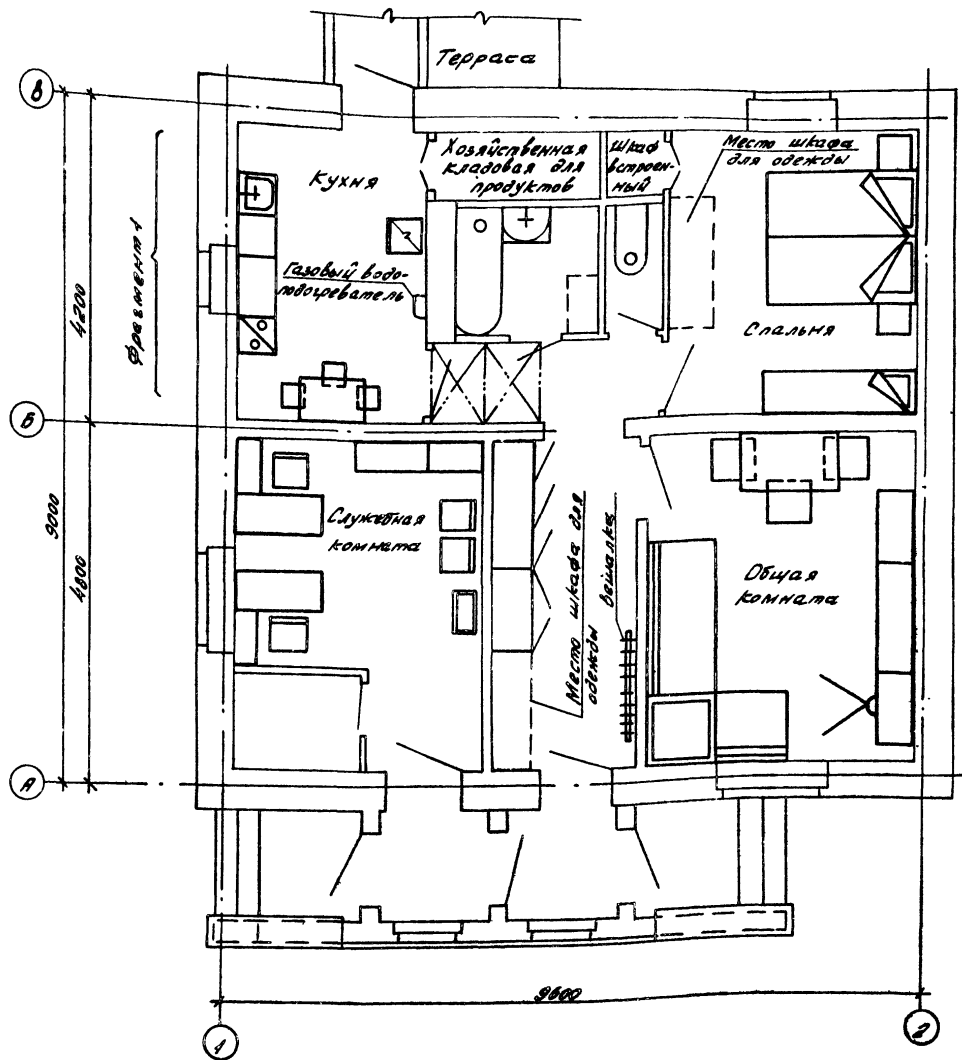 Терраса
В
Хозяйственная
кладовая для
продуктов
Шкаф
встроен-
ный
Место шкафа
для одежды
Кухня
Фрагмент 1
4200
Газовый водо-
подогреватель
Спальня
Б
9000
4800
Служебная
комната
Место шкафа для
одежды
Вешалка
Общая
комната
А
9600
1
2